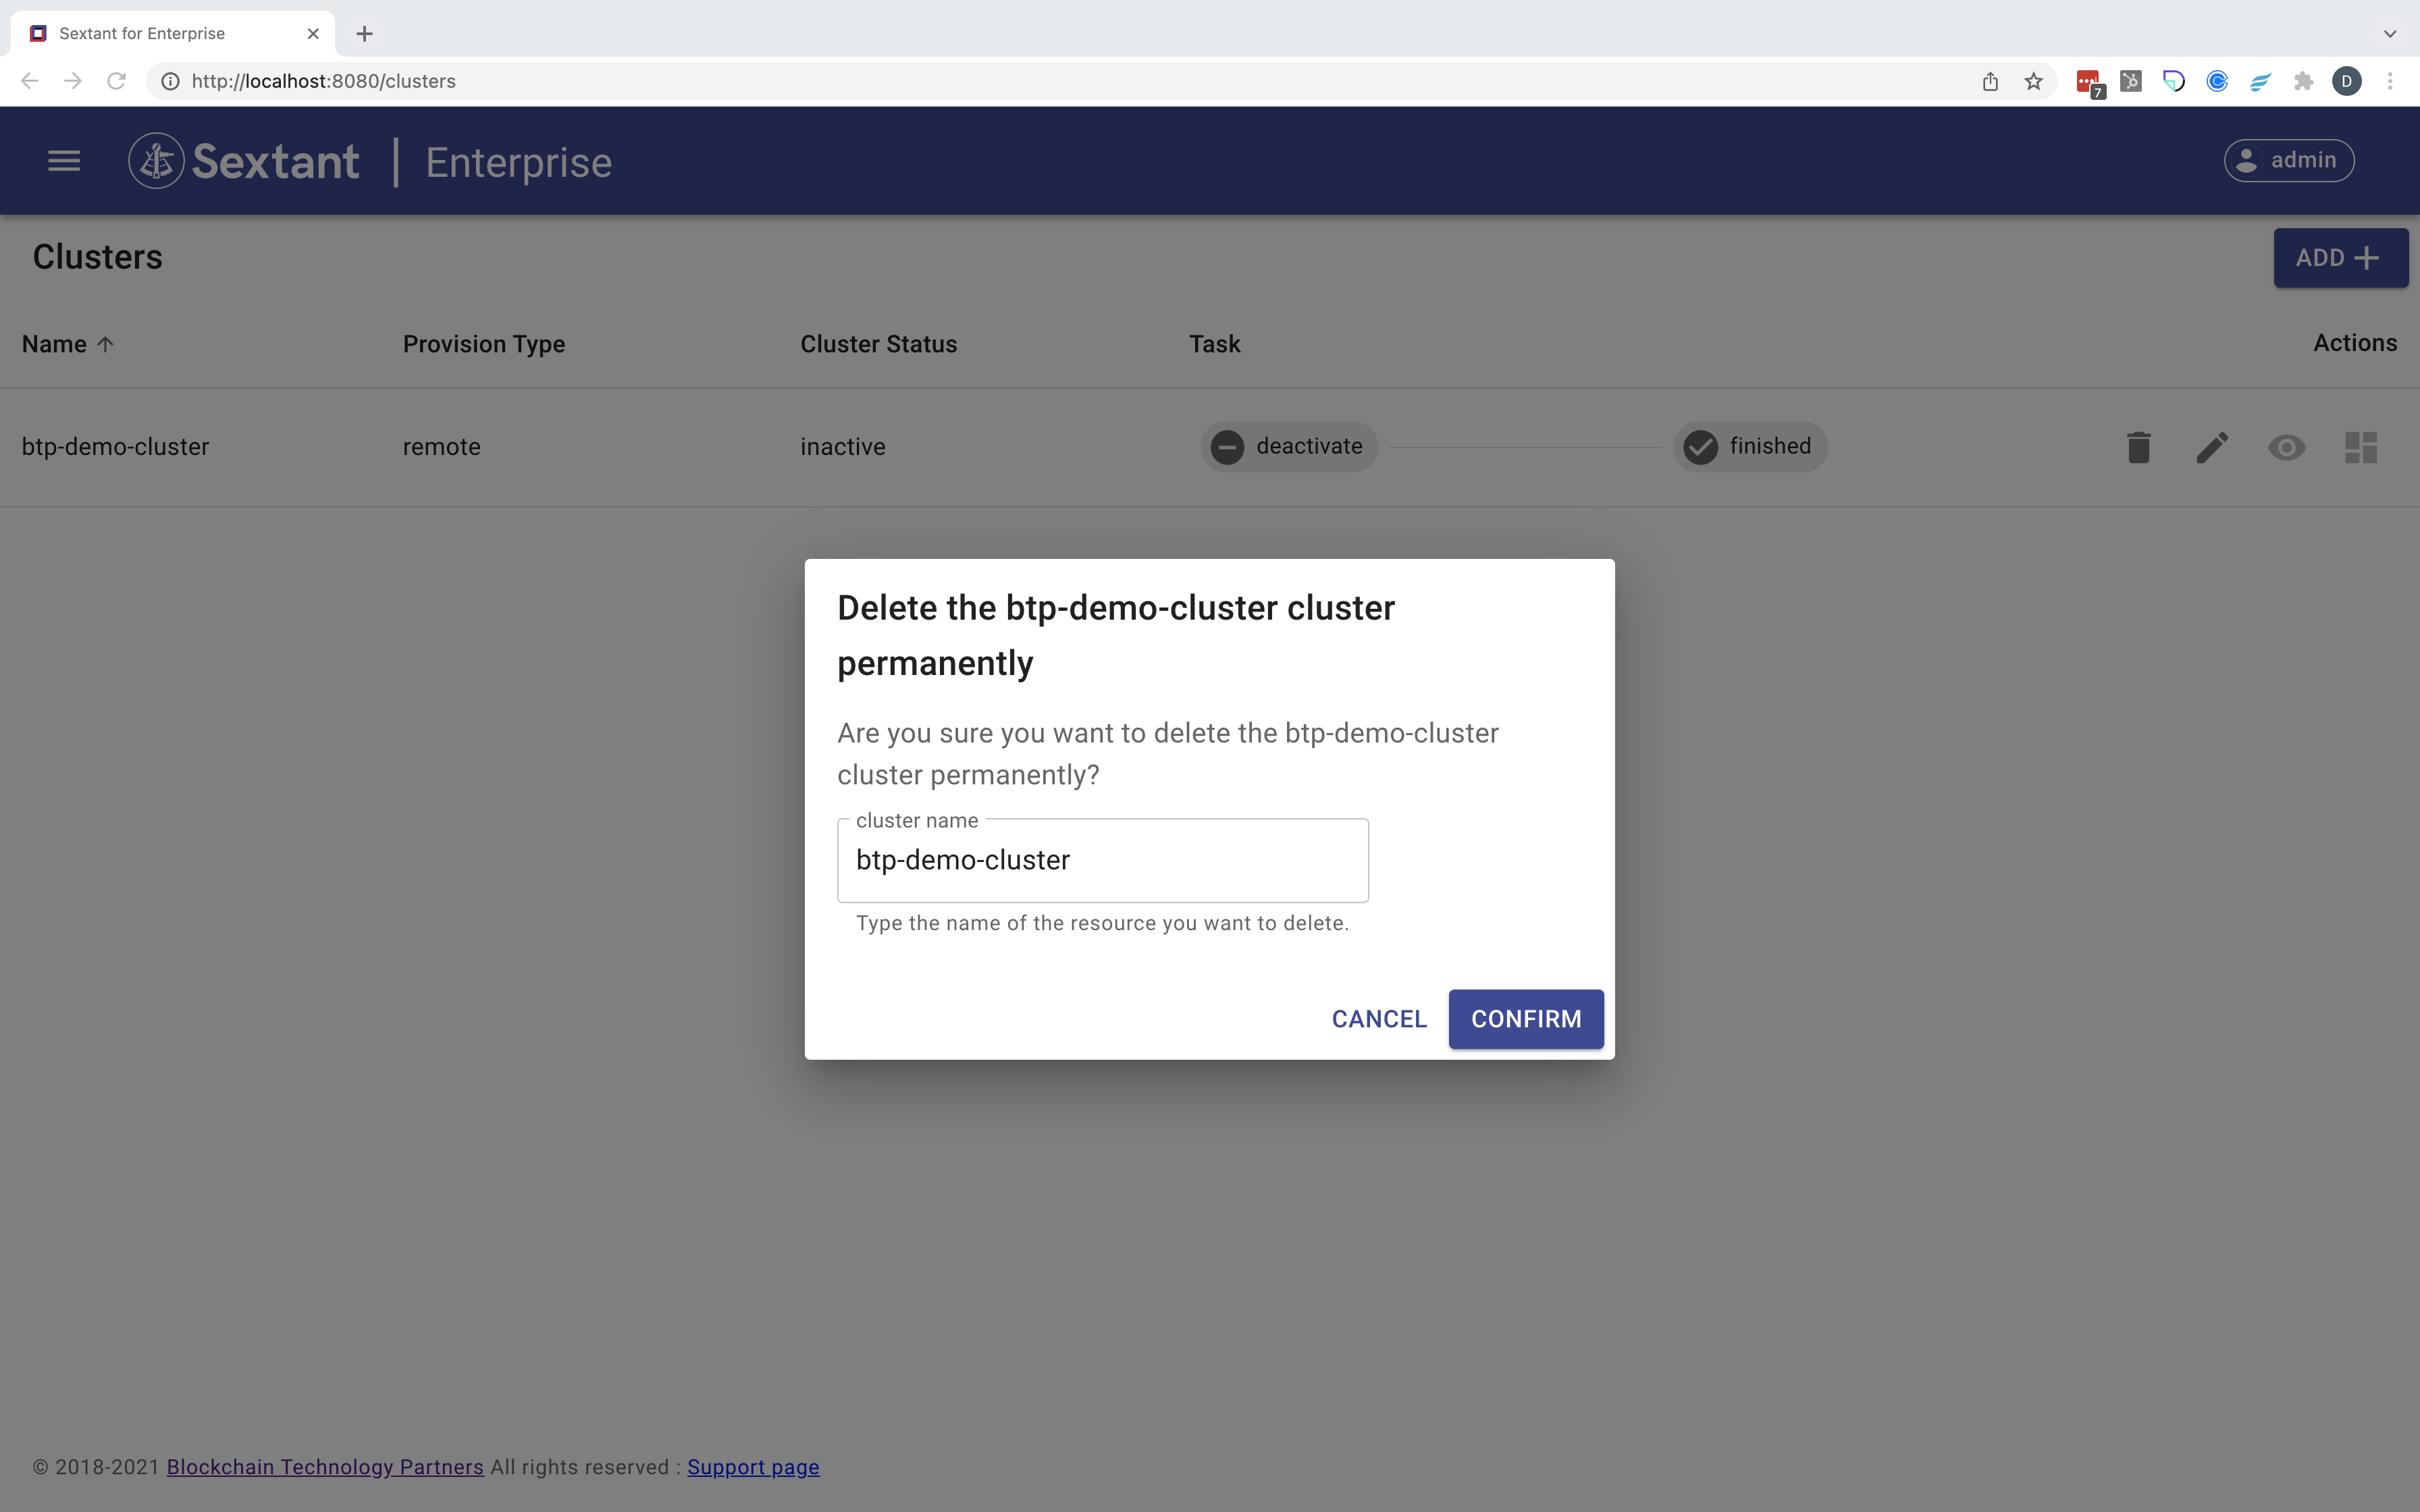 Sextant for Enterprise
http://localhost:8080/clusters
7
D
Sextant | Enterprise
admin
Clusters
ADD
Name
Provision Type
Cluster Status
Task
Actions
btp-demo-cluster
remote
inactive
deactivate
finished
Delete the btp-demo-cluster cluster
permanently
Are you sure you want to delete the btp-demo-cluster
cluster permanently?
cluster name
btp-demo-cluster
Type the name of the resource you want to delete.
CANCEL
CONFIRM
© 2018-2021 Blockchain Technology Partners All rights reserved : Support page